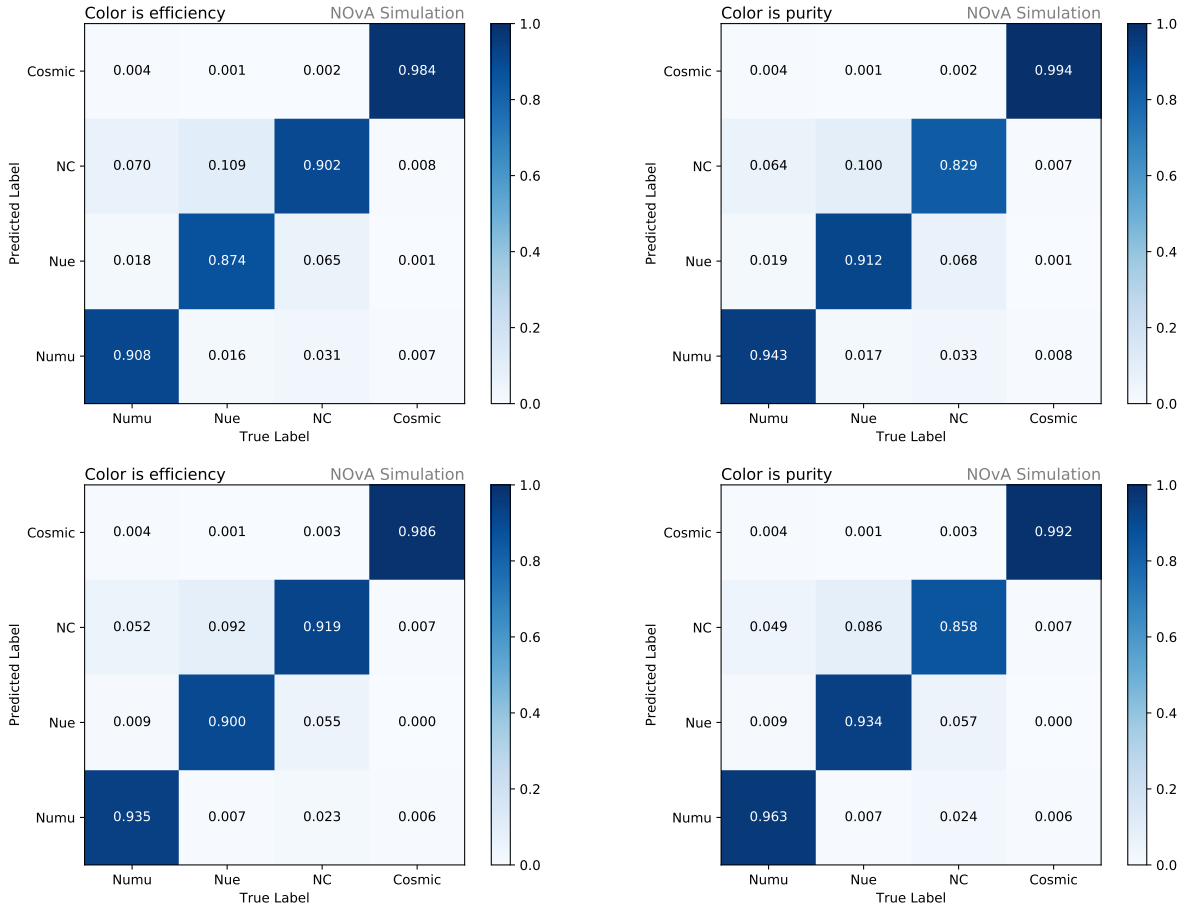 Color is efficiency NOvA Simulation
Predicted Label
Cosmic 0.004 0.001 0.002 0.984
NC 0.070 0.109 0.902 0.008
Nue 0.018 0.874 0.065 0.001
Numu 0.908 0.016 0.031 0.007
Numu Nue NC Cosmic
True Label
1.0
0.8
0.6
0.4
0.2
0.0
Color is purity NOvA Simulation
Predicted Label
Cosmic 0.004 0.001 0.002 0.994
NC 0.064 0.100 0.829 0.007
Nue 0.019 0.912 0.068 0.001
Numu 0.943 0.017 0.033 0.008
Numu Nue NC Cosmic
True Label
1.0
0.8
0.6
0.4
0.2
0.0
Color is efficiency NOvA Simulation
Predicted Label
Cosmic 0.004 0.001 0.003 0.986
NC 0.052 0.092 0.919 0.007
Nue 0.009 0.900 0.055 0.000
Numu 0.935 0.007 0.023 0.006
Numu Nue NC Cosmic
True Label
1.0
0.8
0.6
0.4
0.2
0.0
Color is purity NOvA Simulation
Predicted Label
Cosmic 0.004 0.001 0.003 0.992
NC 0.049 0.086 0.858 0.007
Nue 0.009 0.934 0.057 0.000
Numu 0.963 0.007 0.024 0.006
Numu Nue NC Cosmic
True Label
1.0
0.8
0.6
0.4
0.2
0.0